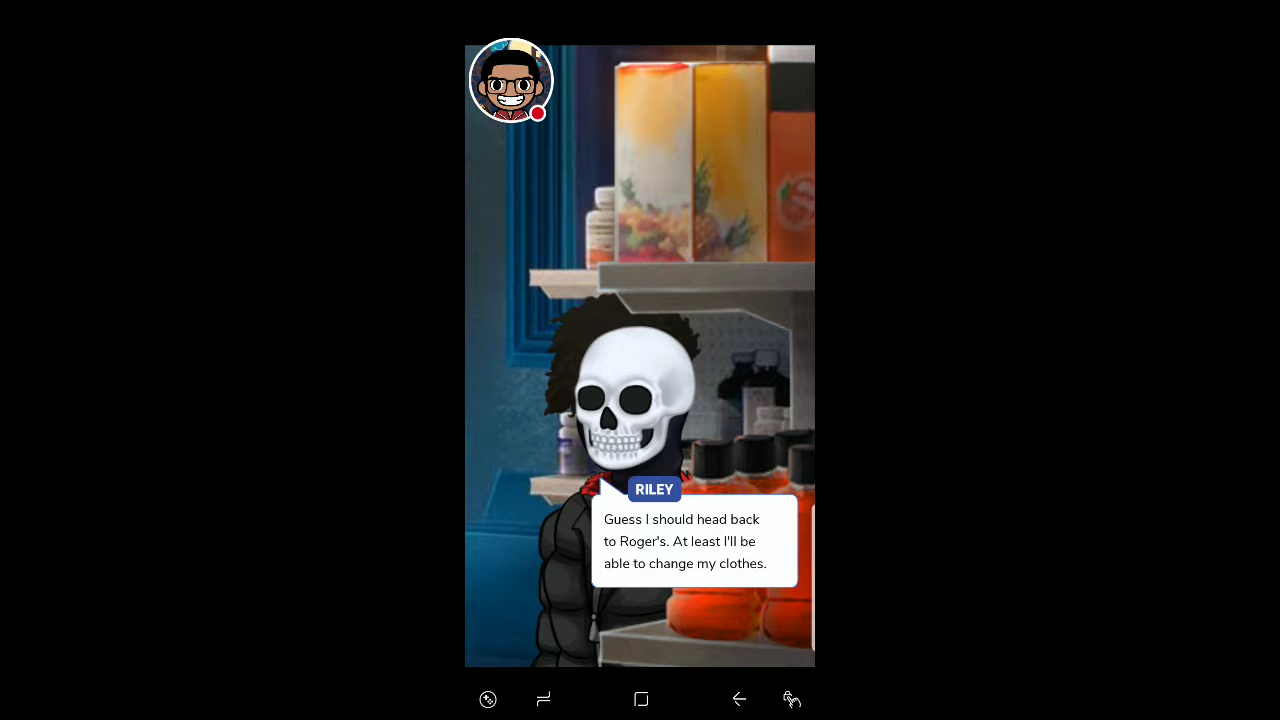 RILEY
Guess I should head back
to Roger's. At least I'll be
able to change my clothes.